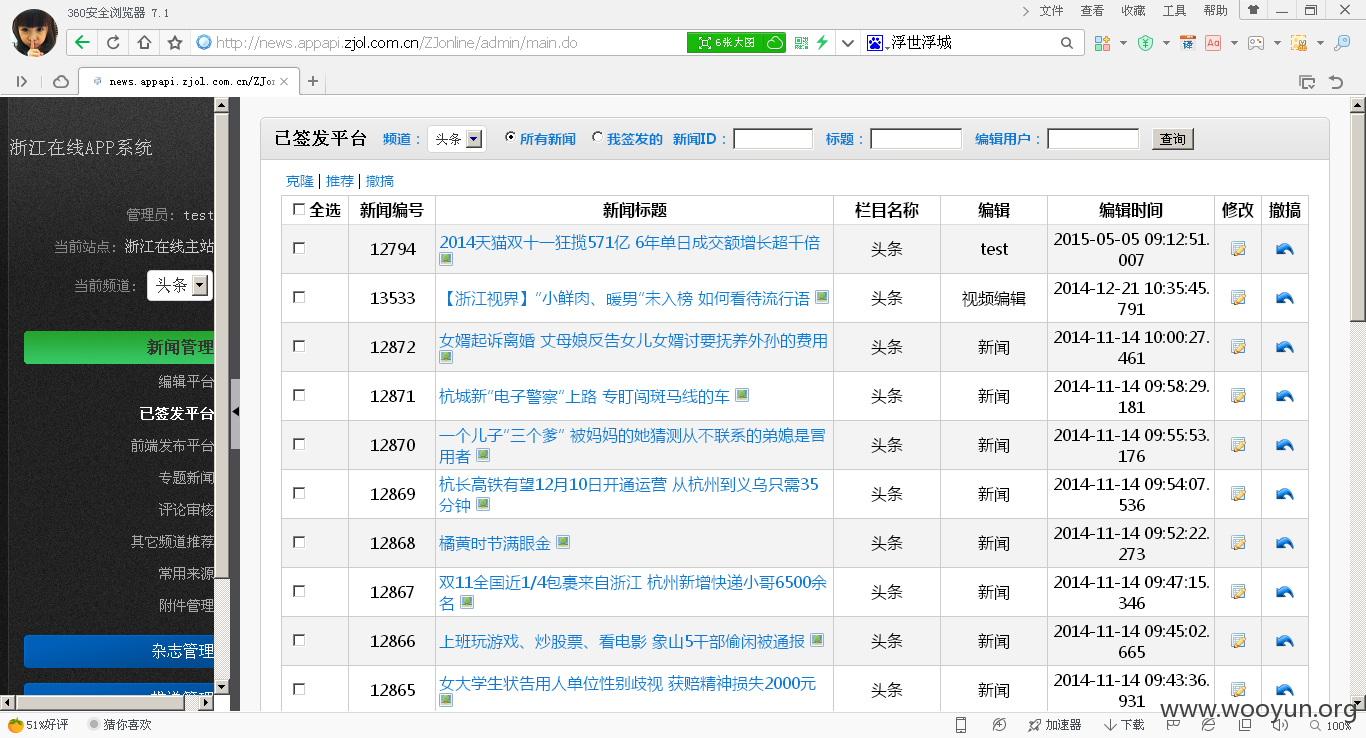 360安全浏览器 7.1
文件 查看 收藏 工具 帮助
http://news.appapi.zjol.com.cn/ZJonline/admin/main.do
6张大图
浮世浮城
news.appapi.zjol.com.cn/ZJon
浙江在线APP系统
管理员: test
当前站点: 浙江在线主站
当前频道: 头条
新闻管理
编辑平台
已签发平台
前端发布平台
专题新闻
评论审核
其它频道推荐
常用来源
附件管理
杂志管理
推送管理
已签发平台 频道： 头条 所有新闻 我签发的 新闻ID： 标题： 编辑用户： 查询
克隆 | 推荐 | 撤搞
全选 新闻编号 新闻标题 栏目名称 编辑 编辑时间 修改 撤搞
12794 2014天猫双十一狂揽571亿 6年单日成交额增长超千倍 头条 test 2015-05-05 09:12:51.
007
13533 【浙江视界】“小鲜肉、暖男”未入榜 如何看待流行语 头条 视频编辑 2014-12-21 10:35:45.
791
12872 女婿起诉离婚 丈母娘反告女儿女婿讨要抚养外孙的费用 头条 新闻 2014-11-14 10:00:27.
461
12871 杭城新“电子警察”上路 专盯闯斑马线的车 头条 新闻 2014-11-14 09:58:29.
181
12870 一个儿子“三个爹” 被妈妈的她猜测从不联系的弟媳是冒 头条 新闻 2014-11-14 09:55:53.
用者 176
12869 杭长高铁有望12月10日开通运营 从杭州到义乌只需35 头条 新闻 2014-11-14 09:54:07.
分钟 536
12868 橘黄时节满眼金 头条 新闻 2014-11-14 09:52:22.
273
12867 双11全国近1/4包裹来自浙江 杭州新增快递小哥6500余 头条 新闻 2014-11-14 09:47:15.
名 346
12866 上班玩游戏、炒股票、看电影 象山5干部偷闲被通报 头条 新闻 2014-11-14 09:45:02.
665
12865 女大学生状告用人单位性别歧视 获赔精神损失2000元 头条 新闻 2014-11-14 09:43:36.
931
www.wooyun.org
51%好评 猜你喜欢 加速器 下载 100%